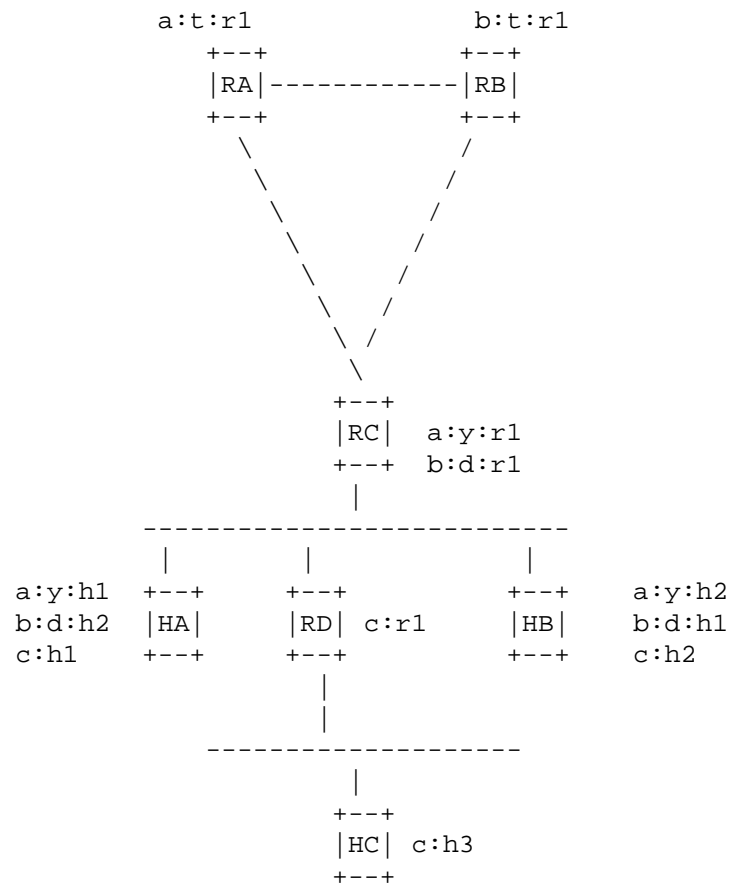 a:t:r1 b:t:r1
+--+ +--+
|RA|------------|RB|
+--+ +--+
\ /
\ /
\ /
\ /
\ /
\ /
\ /
\
+--+
|RC| a:y:r1
+--+ b:d:r1
|
---------------------------
| | |
a:y:h1 +--+ +--+ +--+ a:y:h2
b:d:h2 |HA| |RD| c:r1 |HB| b:d:h1
c:h1 +--+ +--+ +--+ c:h2
|
|
--------------------
|
+--+
|HC| c:h3
+--+